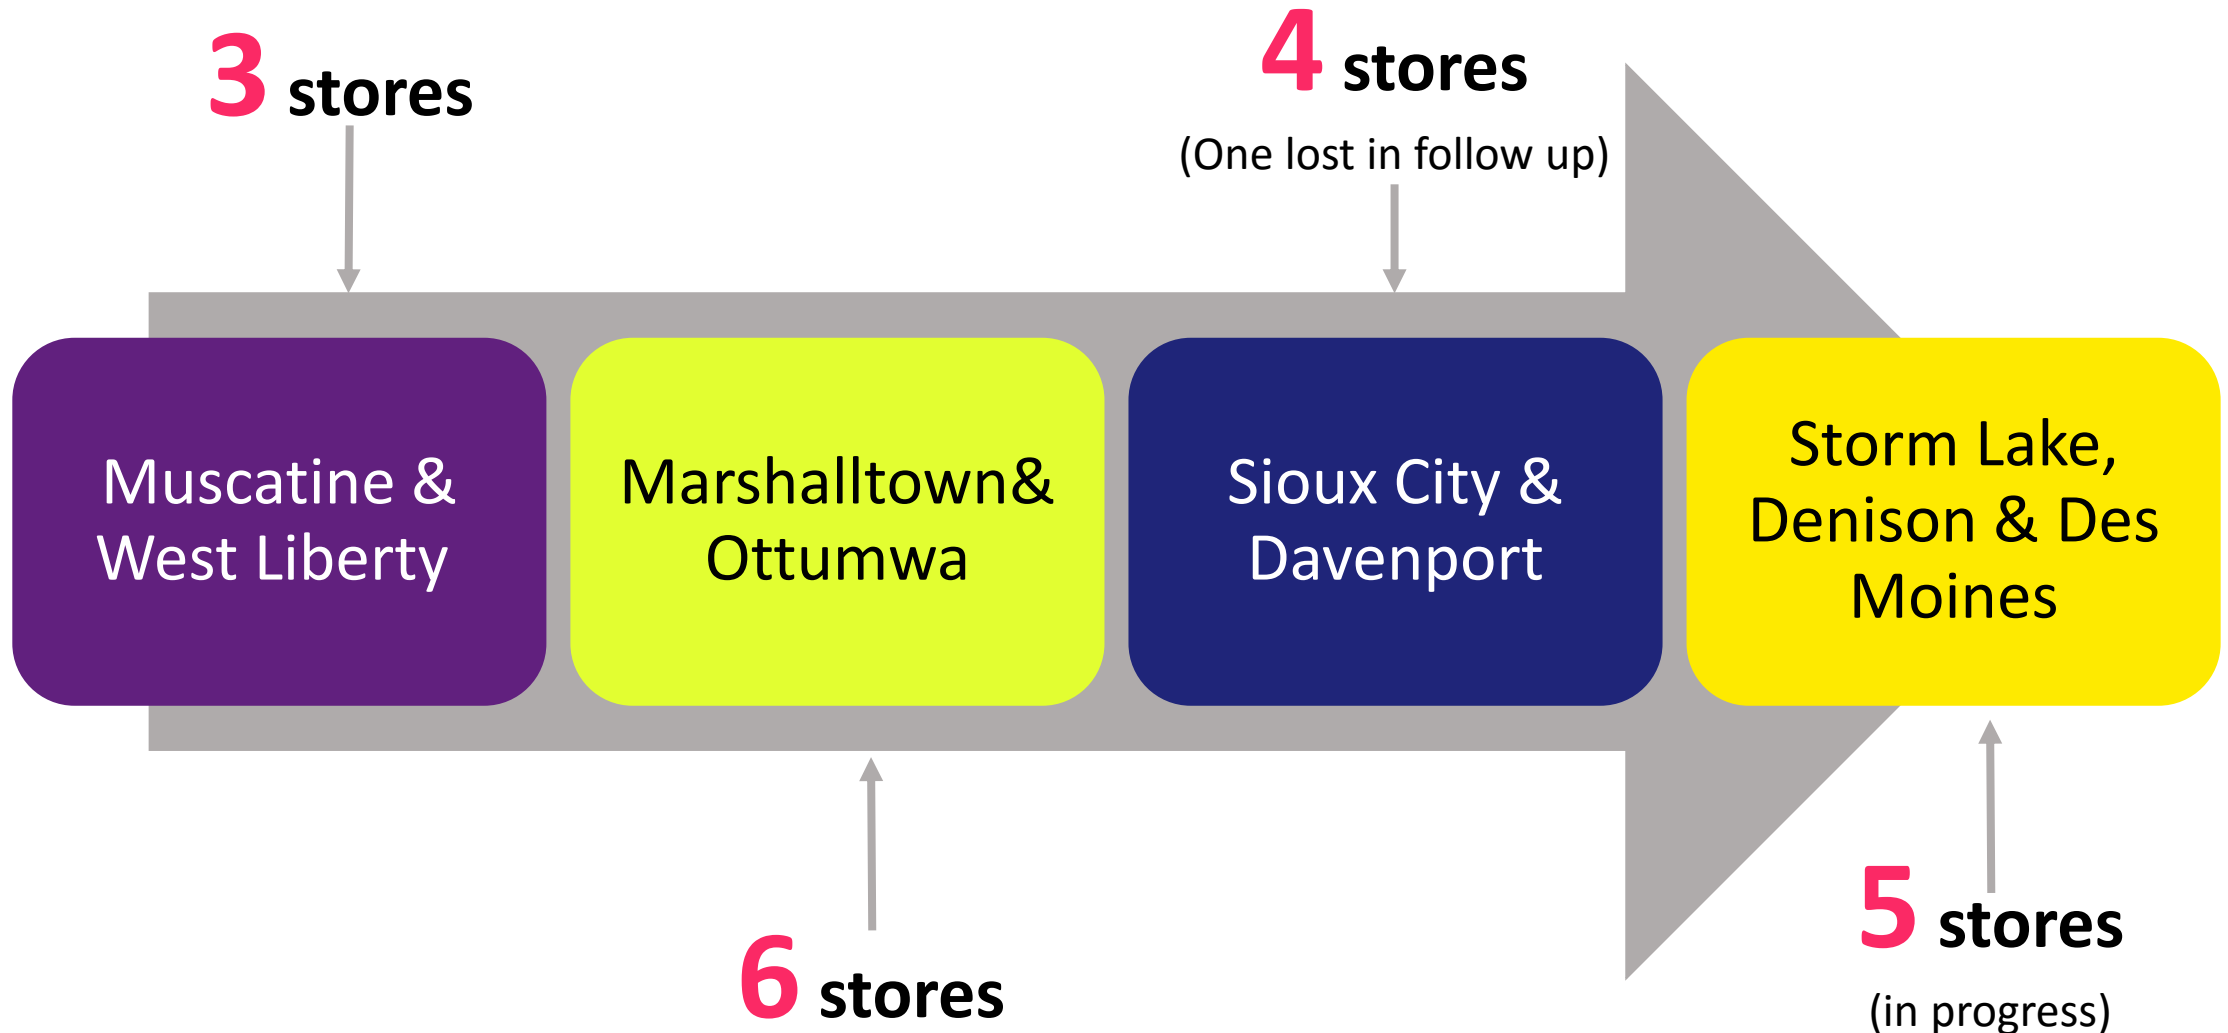 3 stores
4 stores
(One lost in follow up)
Muscatine &
West Liberty
Marshalltown&
Ottumwa
Sioux City &
Davenport
Storm Lake,
Denison & Des
Moines
6 stores
5 stores
(in progress)